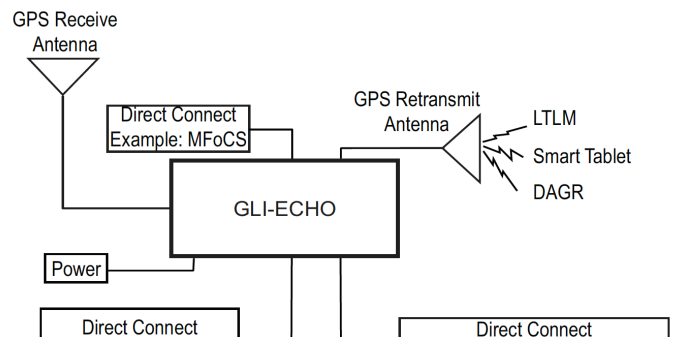 GPS Receive
Antenna
Direct Connect
Example: MFoCS
GPS Retransmit
Antenna
LTLM
Smart Tablet
DAGR
GLI-ECHO
Power
Direct Connect
Direct Connect